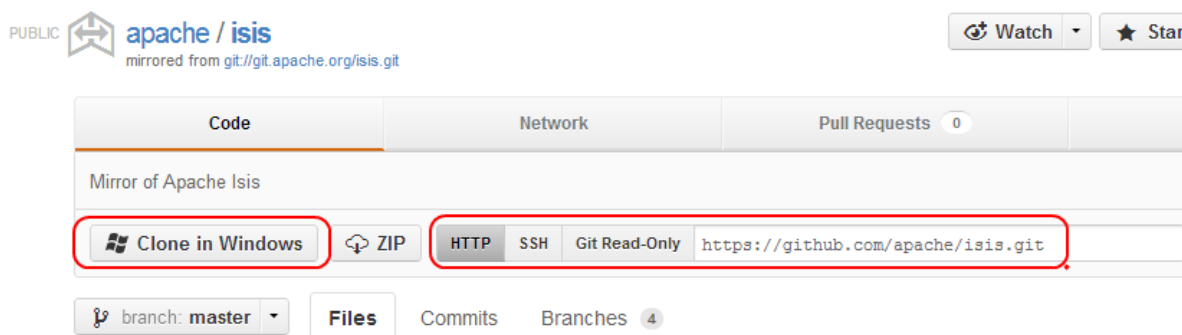 PUBLIC apache / isis Watch
mirrored from git://git.apache.org/isis.git
Code Network Pull Requests 0
Mirror of Apache Isis
Clone in Windows ZIP HTTP SSH Git Read-Only https://github.com/apache/isis.git
branch: master Files Commits Branches 4